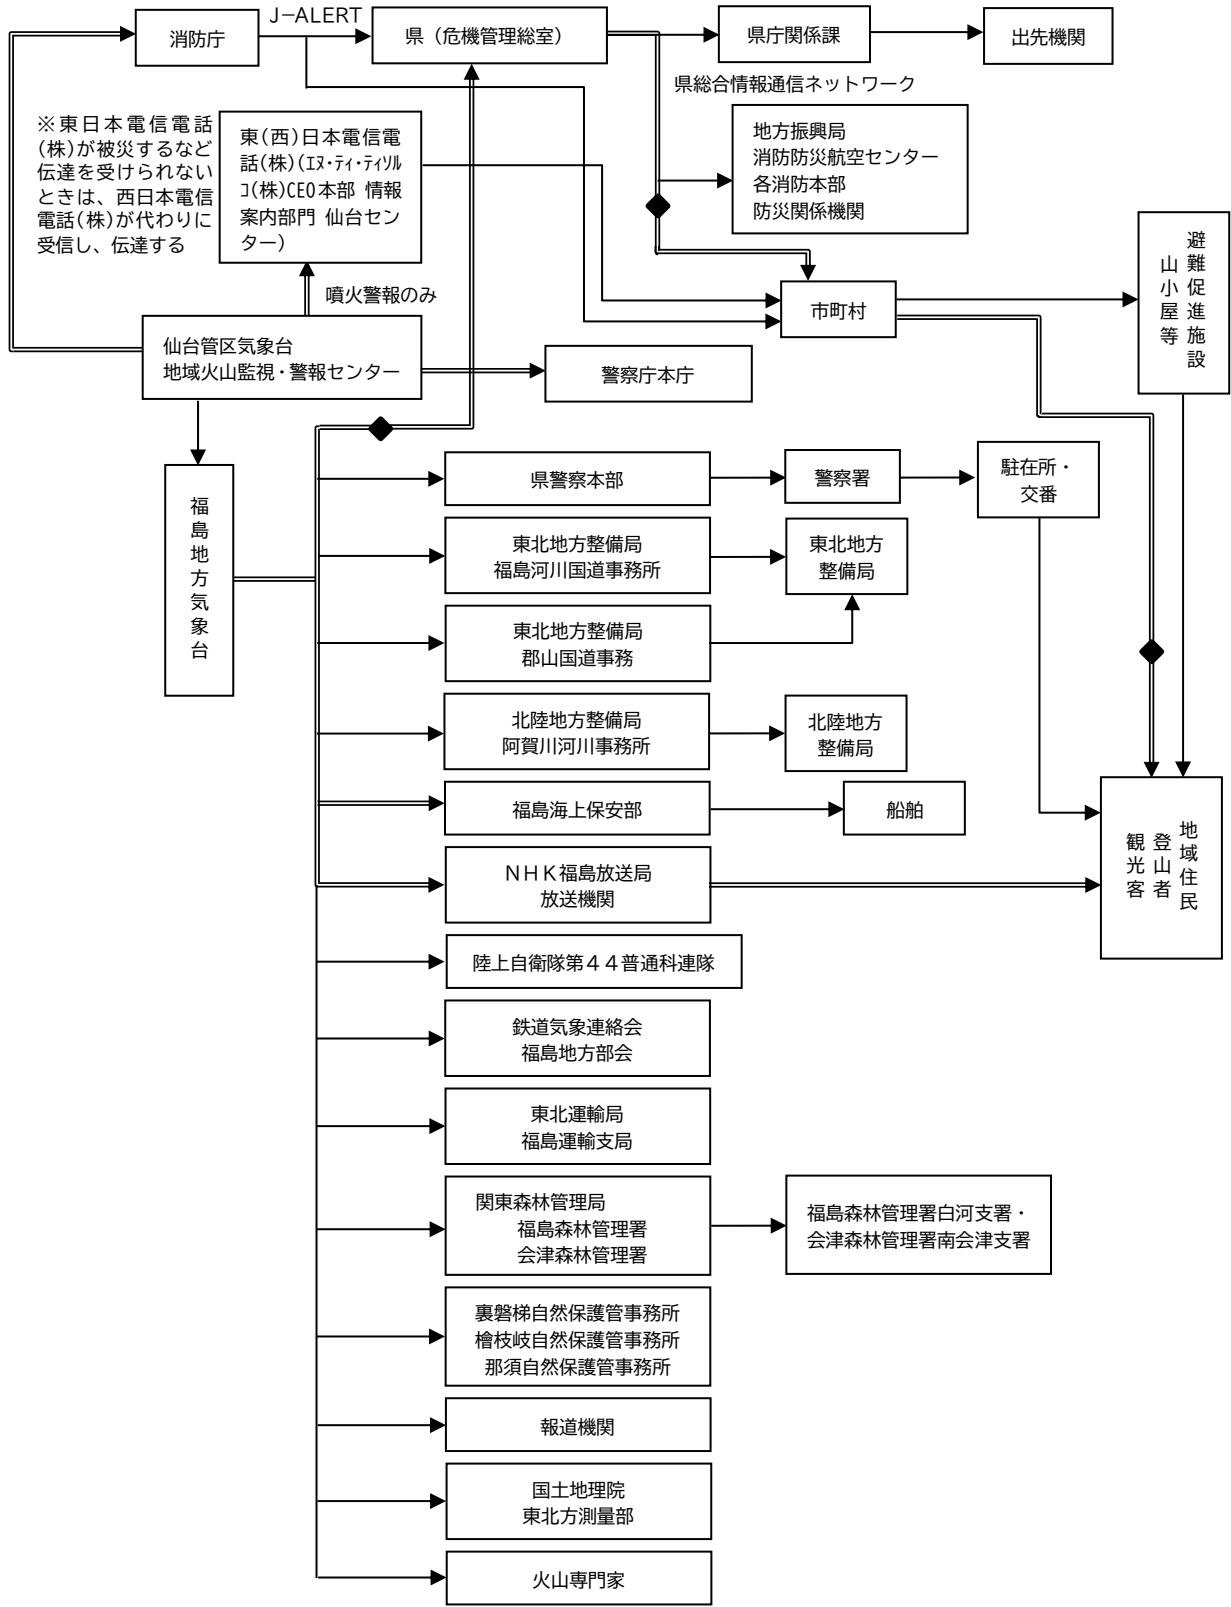 消防庁
J−ALERT
県（危機管理総室）
県庁関係課
出先機関
県総合情報通信ネットワーク
※東日本電信電話
(株)が被災するなど
伝達を受けられない
ときは、西日本電信
電話(株)が代わりに
受信し、伝達する
東(西)日本電信電
話(株)(ｴﾇ･ﾃｨ･ﾃｨｿﾙ
ｺ(株)CEO本部 情報
案内部門 仙台セン
ター)
地方振興局
消防防災航空センター
各消防本部
防災関係機関
噴火警報のみ
市町村
避難促進施設
山小屋等
仙台管区気象台
地域火山監視・警報センター
警察庁本庁
福島地方気象台
県警察本部
警察署
駐在所・
交番
東北地方整備局
福島河川国道事務所
東北地方
整備局
東北地方整備局
郡山国道事務
北陸地方整備局
阿賀川河川事務所
北陸地方
整備局
福島海上保安部
船舶
ＮＨＫ福島放送局
放送機関
地域住民
登山者
観光客
陸上自衛隊第４４普通科連隊
鉄道気象連絡会
福島地方部会
東北運輸局
福島運輸支局
関東森林管理局
福島森林管理署
会津森林管理署
福島森林管理署白河支署・
会津森林管理署南会津支署
裏磐梯自然保護管事務所
檜枝岐自然保護管事務所
那須自然保護管事務所
報道機関
国土地理院
東北方測量部
火山専門家